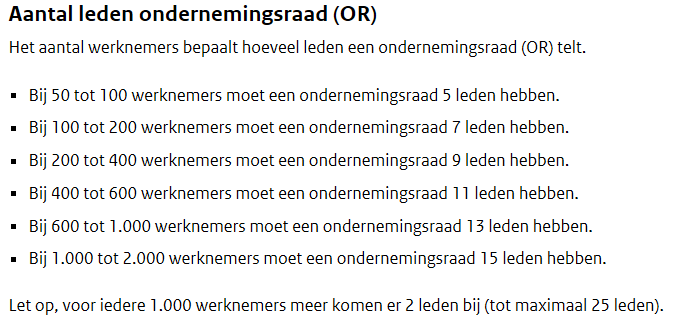 Aantal leden ondernemingsraad (OR)
Het aantal werknemers bepaalt hoeveel leden een ondernemingsraad (OR) telt.
▪ Bij 50 tot 100 werknemers moet een ondernemingsraad 5 leden hebben.
▪ Bij 100 tot 200 werknemers moet een ondernemingsraad 7 leden hebben.
▪ Bij 200 tot 400 werknemers moet een ondernemingsraad 9 leden hebben.
▪ Bij 400 tot 600 werknemers moet een ondernemingsraad 11 leden hebben.
▪ Bij 600 tot 1.000 werknemers moet een ondernemingsraad 13 leden hebben.
▪ Bij 1.000 tot 2.000 werknemers moet een ondernemingsraad 15 leden hebben.
Let op, voor iedere 1.000 werknemers meer komen er 2 leden bij (tot maximaal 25 leden).